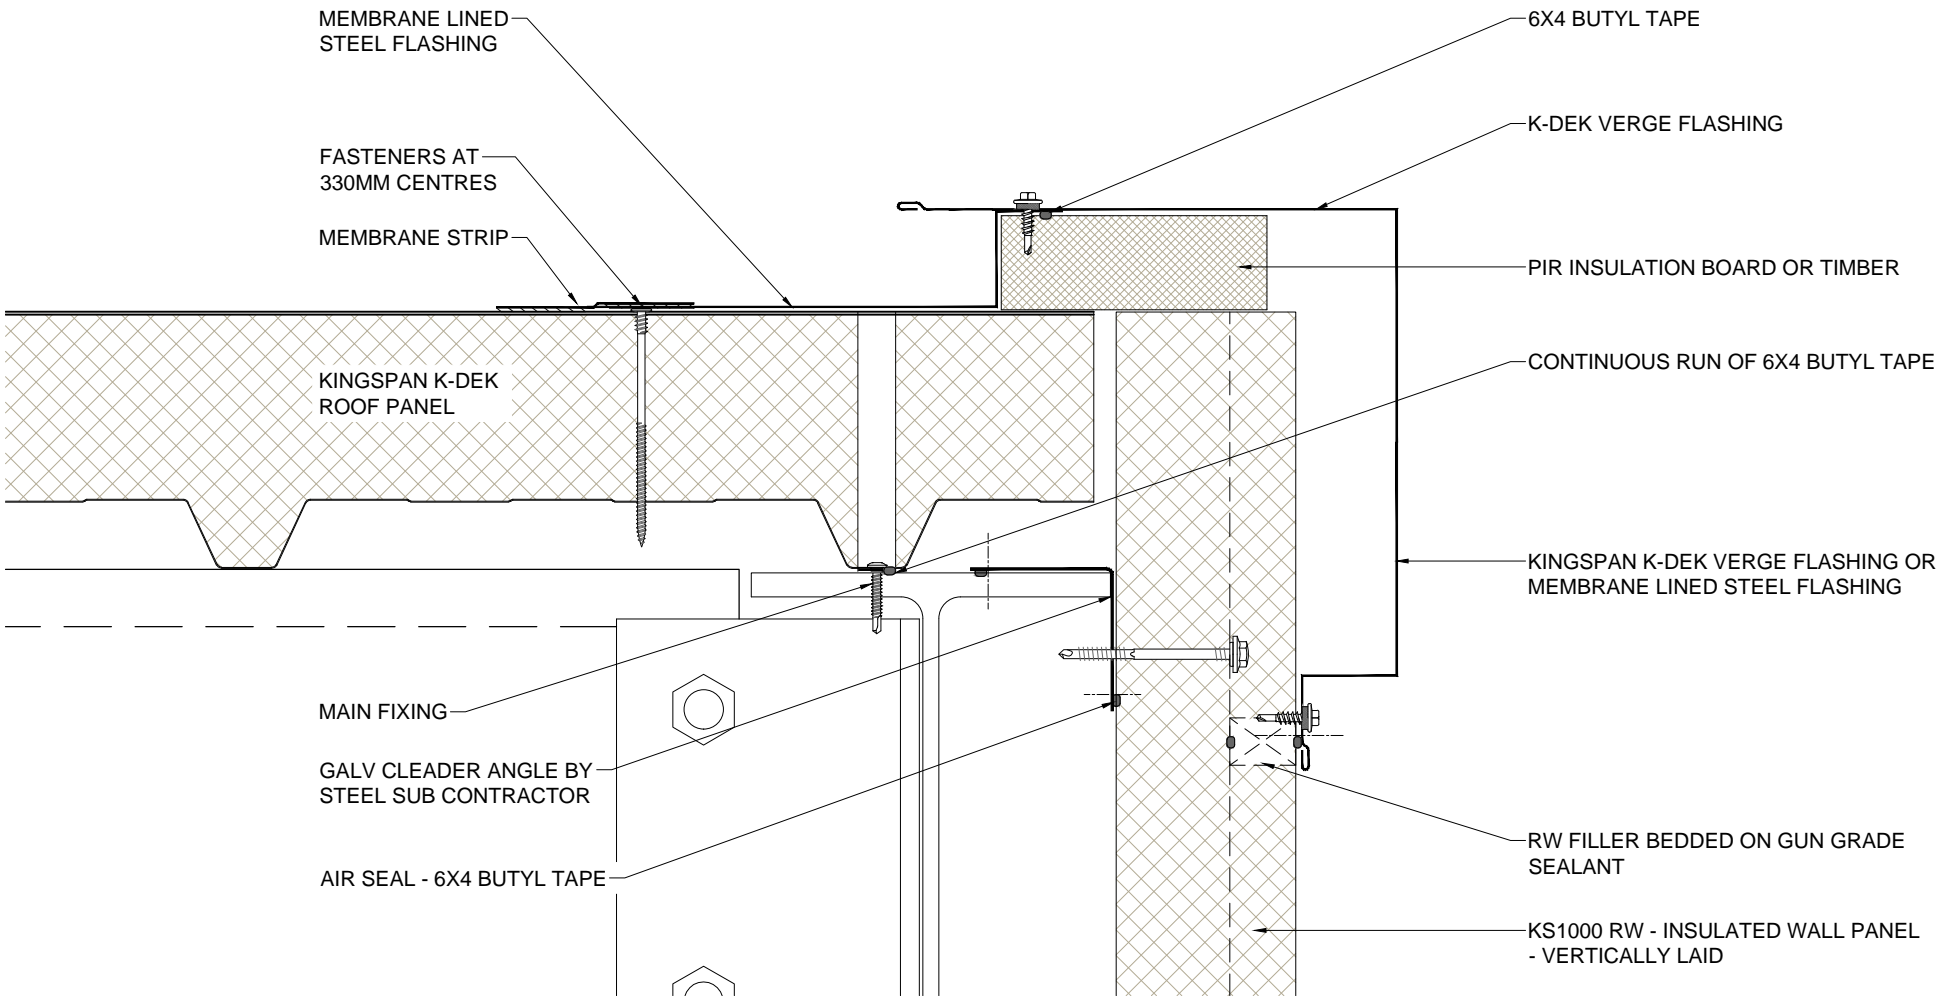 MEMBRANE LINED
STEEL FLASHING
FASTENERS AT
330MM CENTRES
MEMBRANE STRIP
KINGSPAN K-DEK
ROOF PANEL
MAIN FIXING
GALV CLEADER ANGLE BY
STEEL SUB CONTRACTOR
AIR SEAL - 6X4 BUTYL TAPE
6X4 BUTYL TAPE
K-DEK VERGE FLASHING
PIR INSULATION BOARD OR TIMBER
CONTINUOUS RUN OF 6X4 BUTYL TAPE
KINGSPAN K-DEK VERGE FLASHING OR
MEMBRANE LINED STEEL FLASHING
RW FILLER BEDDED ON GUN GRADE
SEALANT
KS1000 RW - INSULATED WALL PANEL
- VERTICALLY LAID